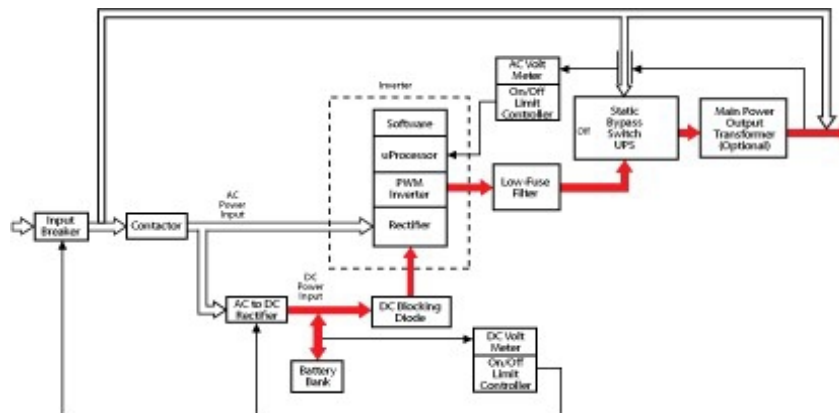 AC Volt
Meter
On/Off
Limit
Controller
Inverter
Software
uProcessor
PWM
Inverter
Rectifier
Off
Static
Bypass
Switch
UPS
Main Power
Output
Transformer
(Optional)
Low-Fuse
Filter
AC
Power
Input
Input
Breaker
Contactor
DC
Power
Input
AC to DC
Rectifier
DC Blocking
Diode
Battery
Bank
DC Volt
Meter
On/Off
Limit
Controller